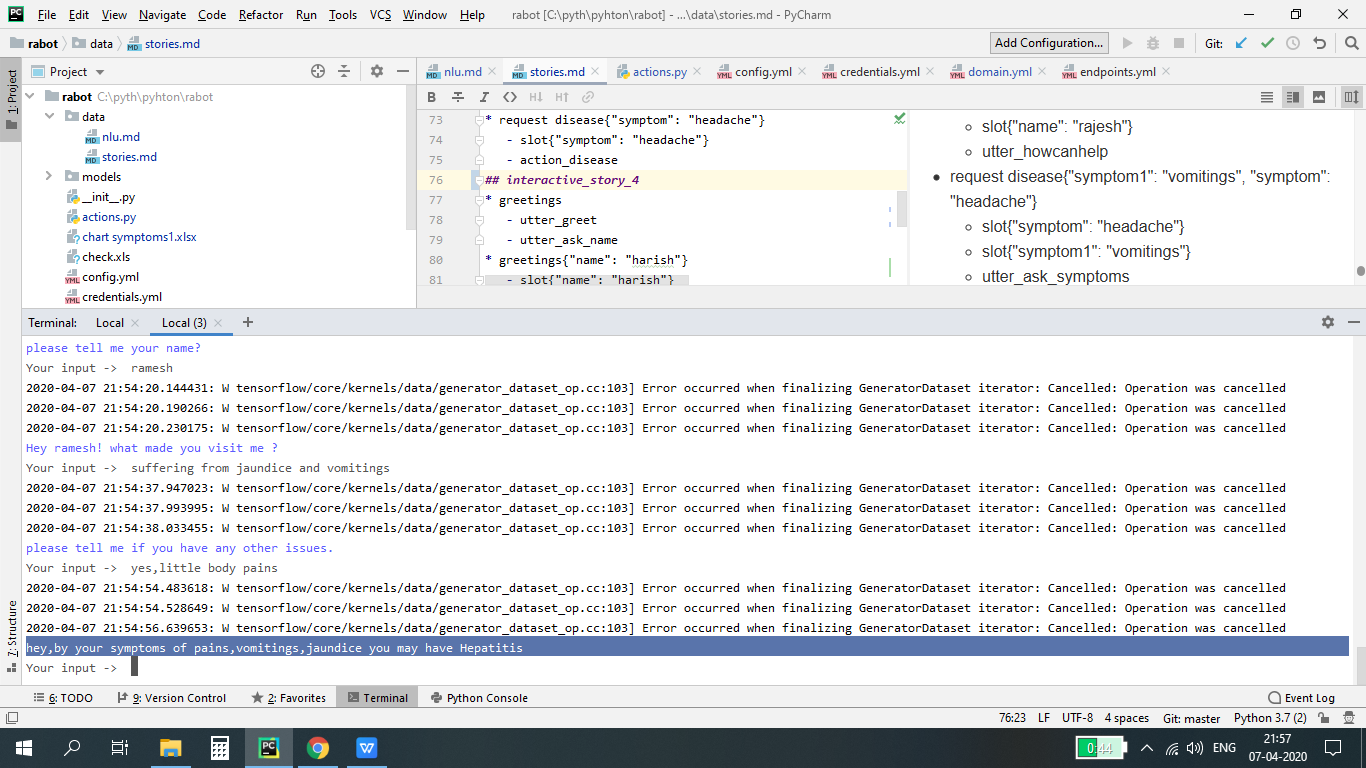 File Edit View Navigate Code Refactor Run Tools VCS Window Help rabot [C:\pyth\pyhton\rabot] - ...\data\stories.md - PyCharm
rabot data stories.md Add Configuration... Git:
1: Project
Project
nlu.md stories.md actions.py config.yml credentials.yml domain.yml endpoints.yml
rabot C:\pyth\pyhton\rabot
data
nlu.md
stories.md
models
__init__.py
actions.py
chart symptoms1.xlsx
check.xls
config.yml
credentials.yml
B I H↓ H↑
73 * request disease{"symptom": "headache"}
74 - slot{"symptom": "headache"}
75 - action_disease
76 ## interactive_story_4
77 * greetings
78 - utter_greet
79 - utter_ask_name
80 * greetings{"name": "harish"}
81 - slot{"name": "harish"}
slot{"name": "rajesh"}
utter_howcanhelp
request disease{"symptom1": "vomitings", "symptom":
"headache"}
slot{"symptom": "headache"}
slot{"symptom1": "vomitings"}
utter_ask_symptoms
Terminal: Local Local (3)
please tell me your name?
Your input -> ramesh
2020-04-07 21:54:20.144431: W tensorflow/core/kernels/data/generator_dataset_op.cc:103] Error occurred when finalizing GeneratorDataset iterator: Cancelled: Operation was cancelled
2020-04-07 21:54:20.190266: W tensorflow/core/kernels/data/generator_dataset_op.cc:103] Error occurred when finalizing GeneratorDataset iterator: Cancelled: Operation was cancelled
2020-04-07 21:54:20.230175: W tensorflow/core/kernels/data/generator_dataset_op.cc:103] Error occurred when finalizing GeneratorDataset iterator: Cancelled: Operation was cancelled
Hey ramesh! what made you visit me ?
Your input -> suffering from jaundice and vomitings
2020-04-07 21:54:37.947023: W tensorflow/core/kernels/data/generator_dataset_op.cc:103] Error occurred when finalizing GeneratorDataset iterator: Cancelled: Operation was cancelled
2020-04-07 21:54:37.993995: W tensorflow/core/kernels/data/generator_dataset_op.cc:103] Error occurred when finalizing GeneratorDataset iterator: Cancelled: Operation was cancelled
2020-04-07 21:54:38.033455: W tensorflow/core/kernels/data/generator_dataset_op.cc:103] Error occurred when finalizing GeneratorDataset iterator: Cancelled: Operation was cancelled
please tell me if you have any other issues.
Your input -> yes,little body pains
2020-04-07 21:54:54.483618: W tensorflow/core/kernels/data/generator_dataset_op.cc:103] Error occurred when finalizing GeneratorDataset iterator: Cancelled: Operation was cancelled
2020-04-07 21:54:54.528649: W tensorflow/core/kernels/data/generator_dataset_op.cc:103] Error occurred when finalizing GeneratorDataset iterator: Cancelled: Operation was cancelled
2020-04-07 21:54:56.639653: W tensorflow/core/kernels/data/generator_dataset_op.cc:103] Error occurred when finalizing GeneratorDataset iterator: Cancelled: Operation was cancelled
hey,by your symptoms of pains,vomitings,jaundice you may have Hepatitis
Your input ->
7: Structure
6: TODO 9: Version Control 2: Favorites Terminal Python Console Event Log
76:23 LF UTF-8 4 spaces Git: master Python 3.7 (2)
0:44 ENG 21:57
07-04-2020